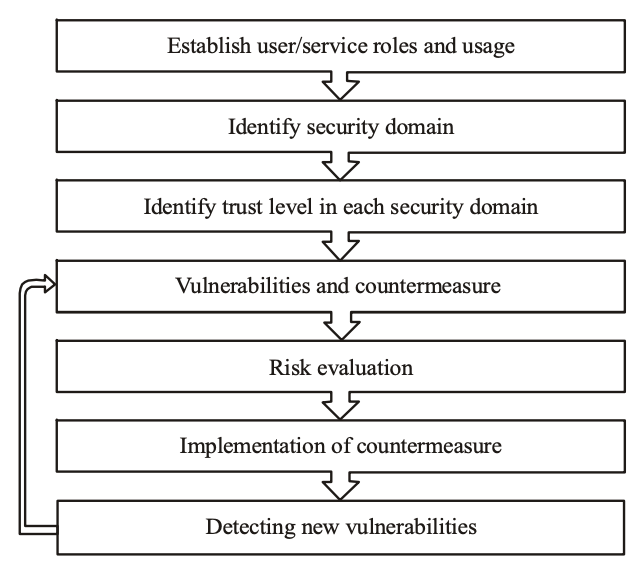 Establish user/service roles and usage
Identify security domain
Identify trust level in each security domain
Vulnerabilities and countermeasure
Risk evaluation
Implementation of countermeasure
Detecting new vulnerabilities